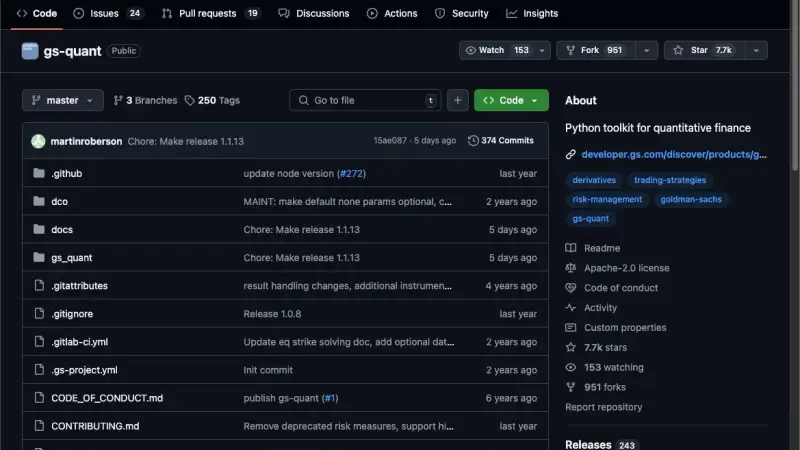 Code
Issues 24
Pull requests 19
Discussions
Actions
Security
Insights
gs-quant Public
Watch 153
Fork 951
Star 7.7k
master
3 Branches
250 Tags
Go to file t
Code
martinroberson Chore: Make release 1.1.13 15ae087 · 5 days ago 374 Commits
.github update node version (#272) last year
dco MAINT: make default none params optional, c... 2 years ago
docs Chore: Make release 1.1.13 5 days ago
gs_quant Chore: Make release 1.1.13 5 days ago
.gitattributes result handling changes, additional instrumen... 4 years ago
.gitignore Release 1.0.8 last year
.gitlab-ci.yml Update eq strike solving doc, add optional dat... 2 years ago
.gs-project.yml Init commit 2 years ago
CODE_OF_CONDUCT.md publish gs-quant (#1) 6 years ago
CONTRIBUTING.md Remove deprecated risk measures, support hi... last year
About
Python toolkit for quantitative finance
developer.gs.com/discover/products/g...
derivatives trading-strategies
risk-management goldman-sachs
gs-quant
Readme
Apache-2.0 license
Code of conduct
Activity
Custom properties
7.7k stars
153 watching
951 forks
Report repository
Releases 243